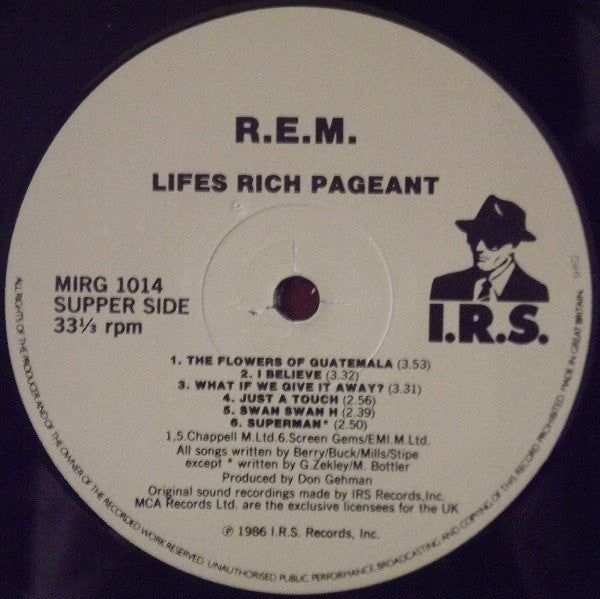 R.E.M.
LIFES RICH PAGEANT
MIRG 1014
SUPPER SIDE
33⅓ rpm
I.R.S.
1. THE FLOWERS OF GUATEMALA (3.53)
2. I BELIEVE (3.32)
3. WHAT IF WE GIVE IT AWAY? (3.31)
4. JUST A TOUCH (2.56)
5. SWAN SWAN H (2.39)
6. SUPERMAN* (2.50)
1,5.Chappell M.Ltd.6.Screen Gems/EMI.M.Ltd.
All songs written by Berry/Buck/Mills/Stipe
except * written by G.Zekley/M. Bottler
Produced by Don Gehman
Original sound recordings made by IRS Records,Inc.
MCA Records Ltd. are the exclusive licensees for the UK
℗ 1986 I.R.S. Records, Inc.
ALL RIGHTS OF THE PRODUCER AND OF THE OWNER OF THE RECORDED WORK RESERVED. UNAUTHORISED PUBLIC PERFORMANCE, BROADCASTING AND COPYING OF THIS RECORD PROHIBITED. MADE IN GREAT BRITAIN.